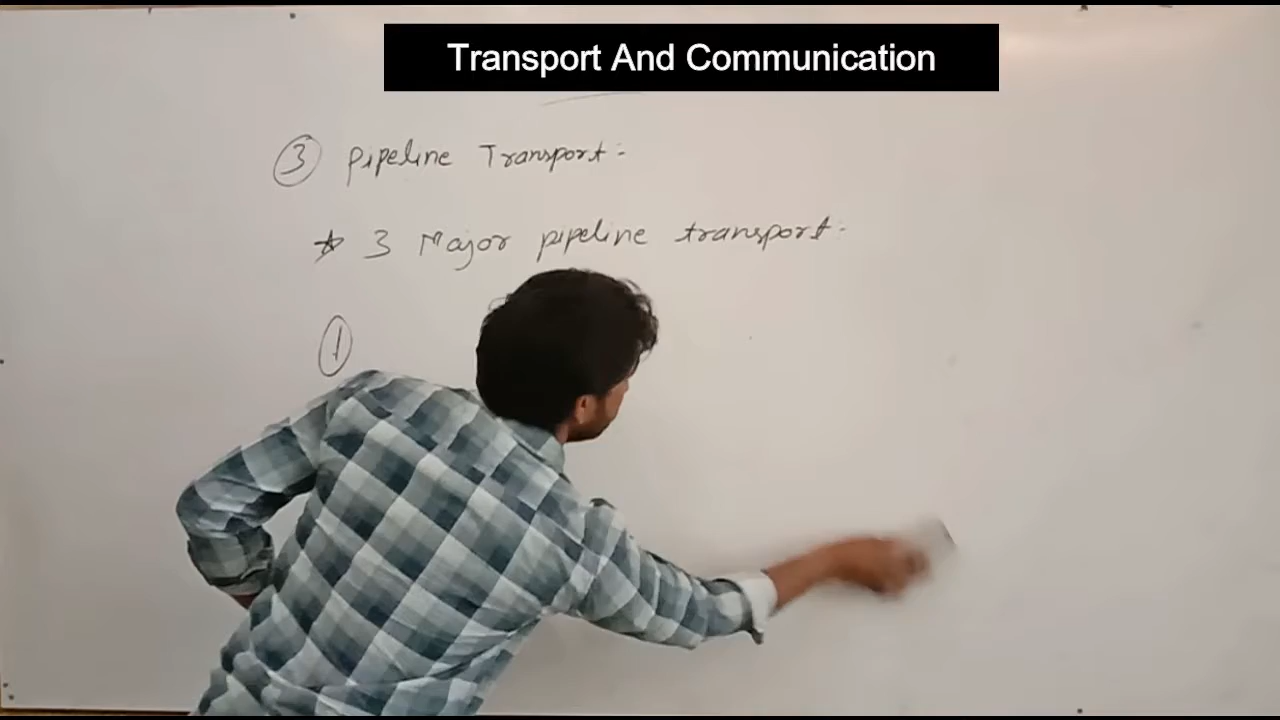 Transport And Communication
③ Pipeline Transport:-
* 3 Major pipeline transport:-
①